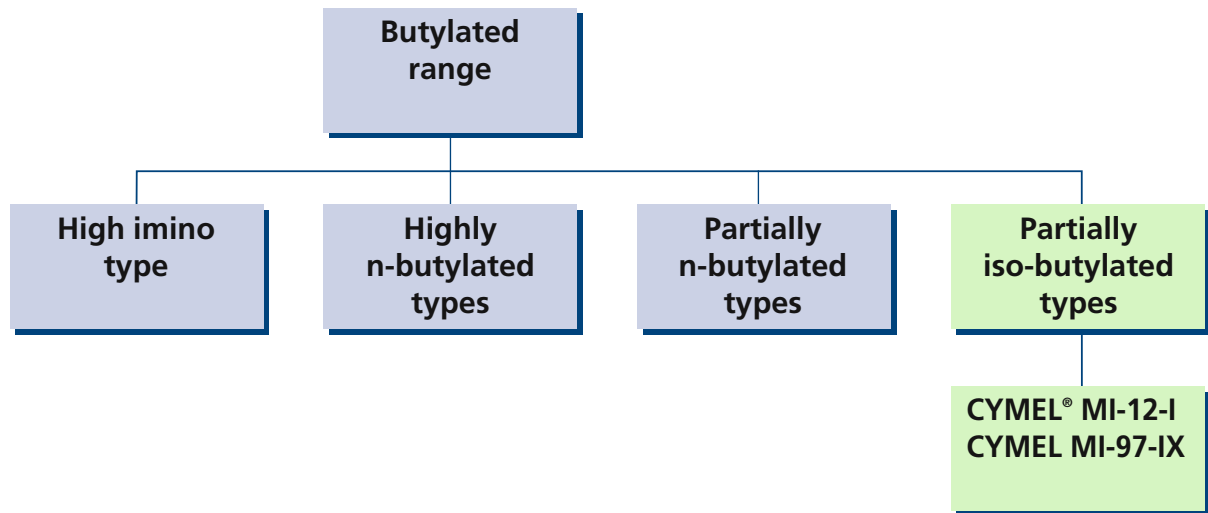 Butylated
range
High imino
type
Highly
n-butylated
types
Partially
n-butylated
types
Partially
iso-butylated
types
CYMEL® MI-12-I
CYMEL MI-97-IX